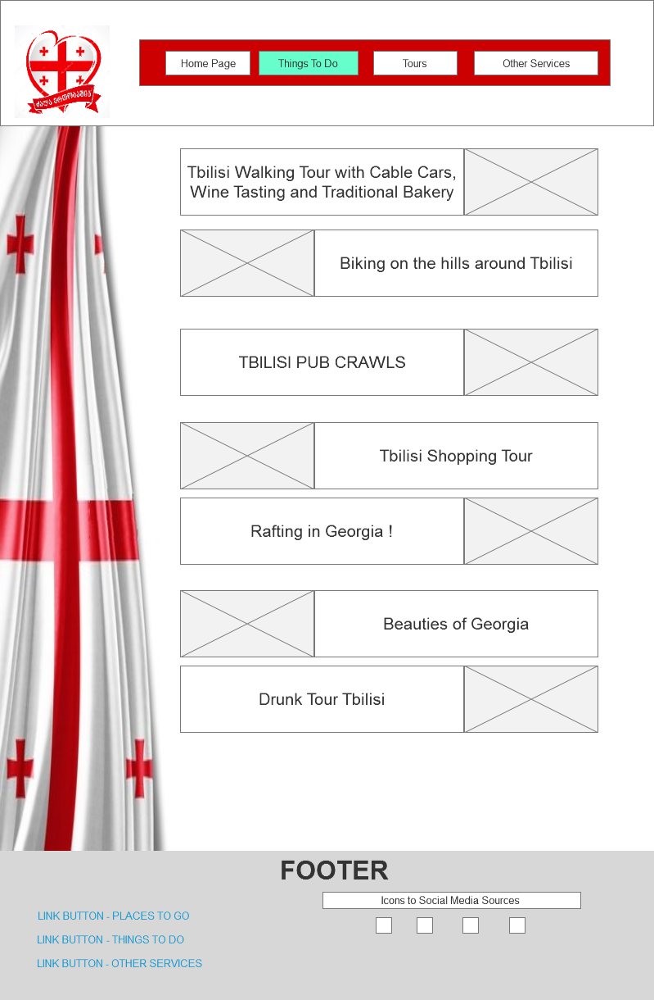 ძალა ერთობაშია
Home Page
Things To Do
Tours
Other Services
Tbilisi Walking Tour with Cable Cars,
Wine Tasting and Traditional Bakery
Biking on the hills around Tbilisi
TBILISI PUB CRAWLS
Tbilisi Shopping Tour
Rafting in Georgia !
Beauties of Georgia
Drunk Tour Tbilisi
FOOTER
Icons to Social Media Sources
LINK BUTTON - PLACES TO GO
LINK BUTTON - THINGS TO DO
LINK BUTTON - OTHER SERVICES